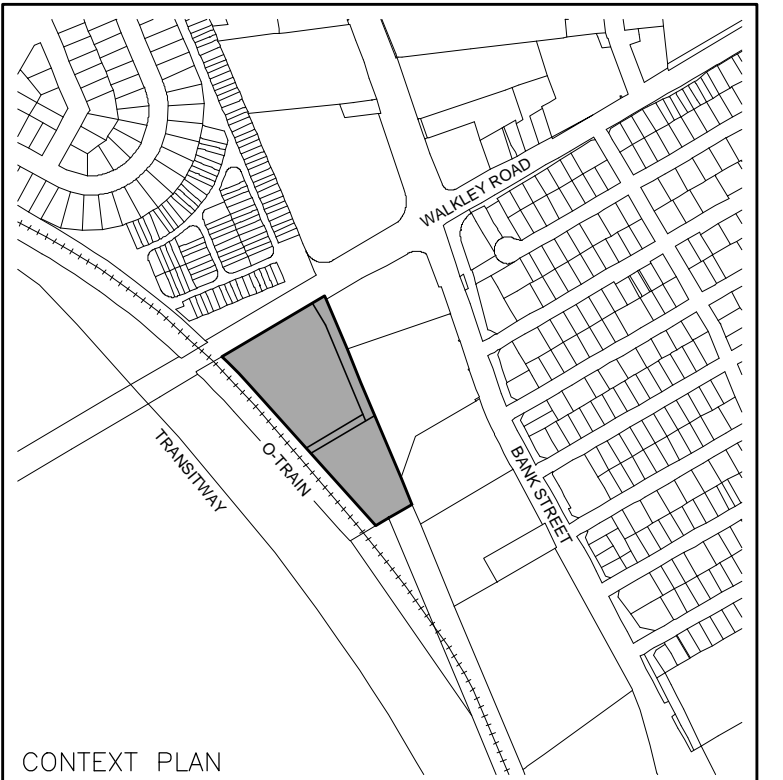 WALKLEY ROAD
TRANSITWAY
O-TRAIN
BANK STREET
CONTEXT PLAN